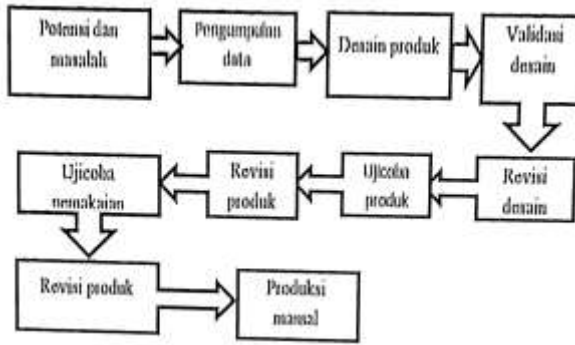 Potensi dan
masalah
Pengumpulan
data
Desain produk
Validasi
desain
Revisi
desain
Ujicoba
produk
Revisi
produk
Ujicoba
pemakaian
Revisi produk
Produksi
massal